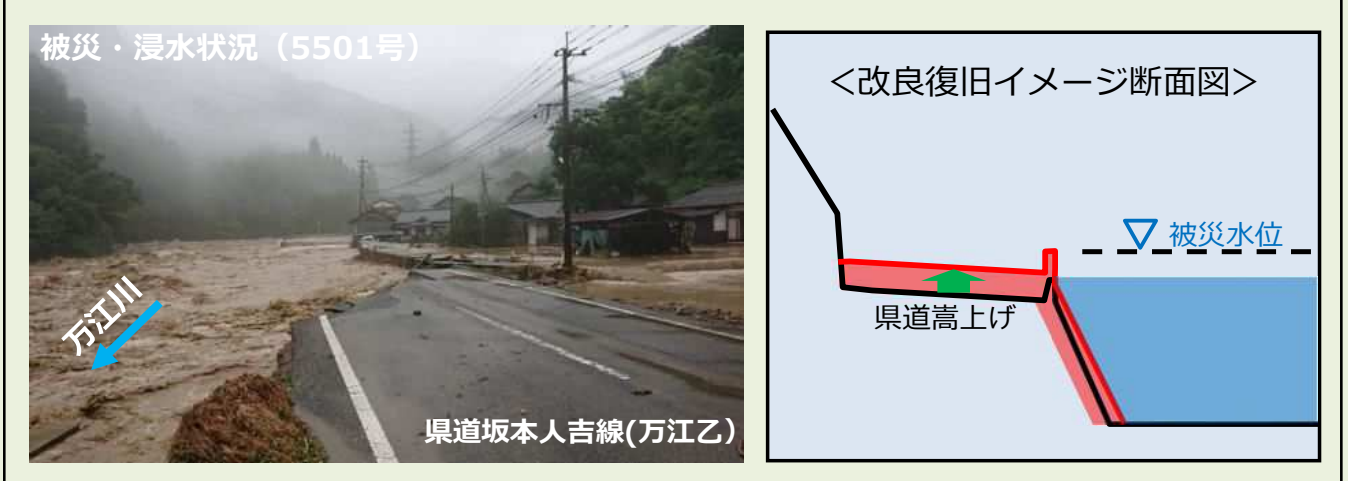 被災・浸水状況（5501号）
万江川
県道坂本人吉線(万江乙）
＜改良復旧イメージ断面図＞
被災水位
県道嵩上げ